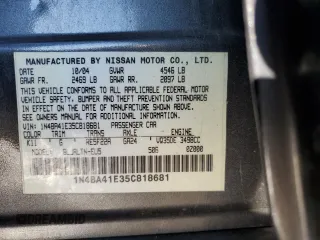 MANUFACTURED BY NISSAN MOTOR CO., LTD.
10/04 GVWR 4546 LB
GAWR FR. 2469 LB GAWR RR. 2097 LB
THIS VEHICLE CONFORMS TO ALL APPLICABLE FEDERAL MOTOR
VEHICLE SAFETY, BUMPER AND THEFT PREVENTION STANDARDS
IN EFFECT ON THE DATE OF MANUFACTURE SHOWN ABOVE.
SEE OWNERS MANUAL FOR ADDITIONAL INFORMATION.
1N4BA41E35C818681 PASSENGER CAR
COLOR TRIM TRANS AXLE ENGINE
G VQ35DE 3498CC
MODEL
1N4BA41E35C818681